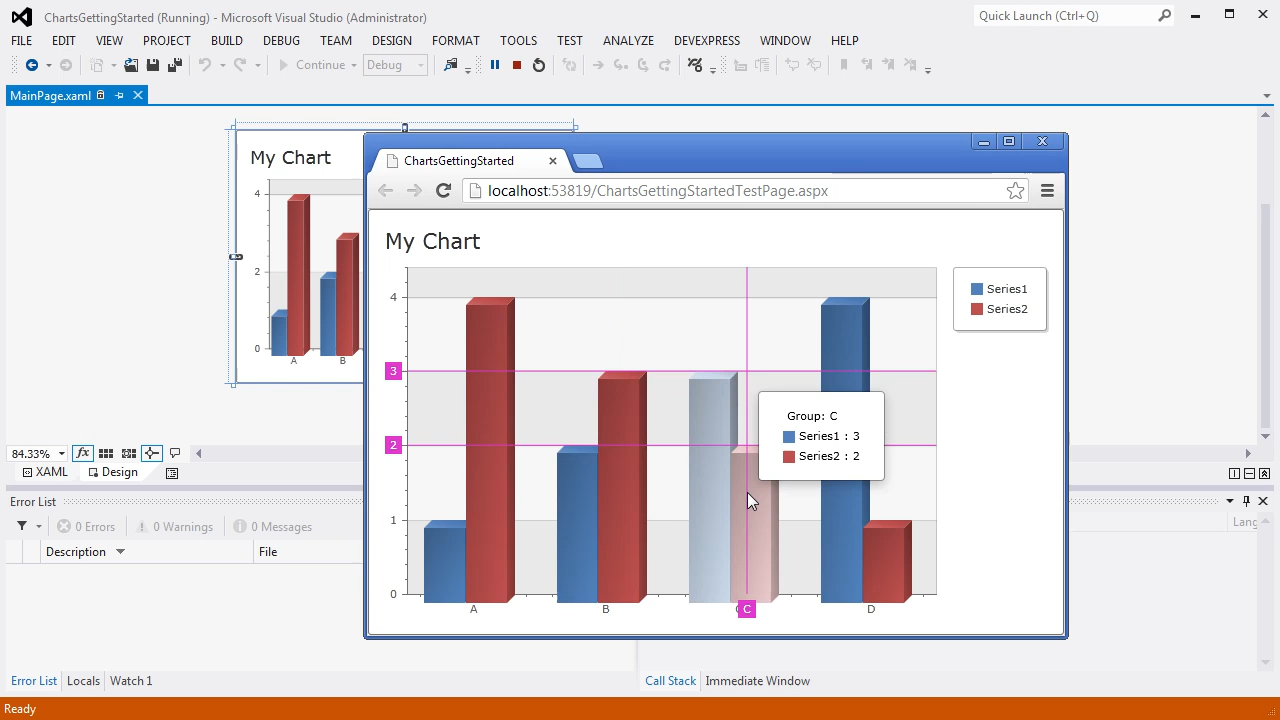 ChartsGettingStarted (Running) - Microsoft Visual Studio (Administrator)
Quick Launch (Ctrl+Q)
FILE EDIT VIEW PROJECT BUILD DEBUG TEAM DESIGN FORMAT TOOLS TEST ANALYZE DEVEXPRESS WINDOW HELP
Continue Debug
MainPage.xaml
My Chart
4
2
0
A B
ChartsGettingStarted
localhost:53819/ChartsGettingStartedTestPage.aspx
My Chart
Series1
Series2
4
3
2
1
0
Group: C
Series1 : 3
Series2 : 2
A B C D
84.33%
XAML Design
Error List
0 Errors 0 Warnings 0 Messages
Lang
Description File
Error List Locals Watch 1
Call Stack Immediate Window
Ready